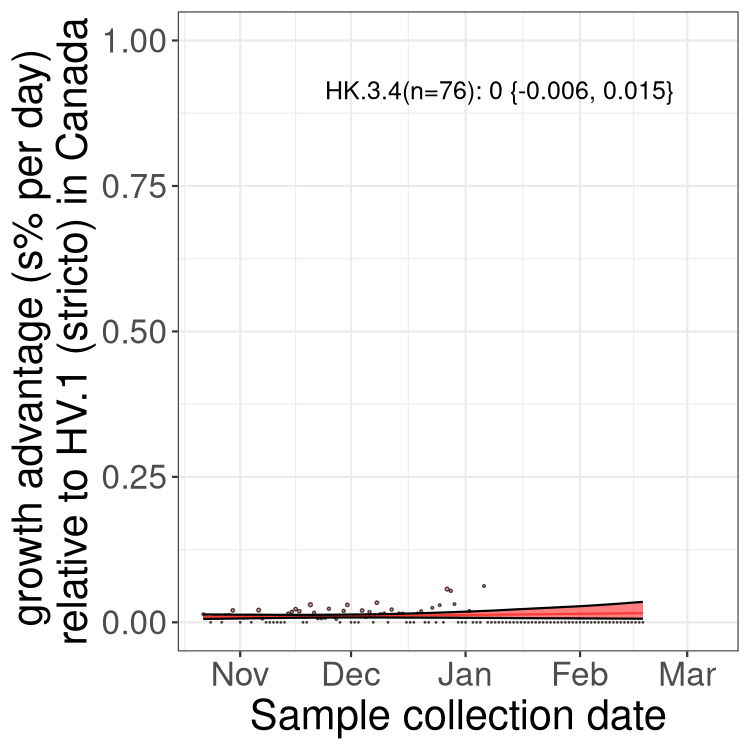 growth advantage (s% per day)
relative to HV.1 (stricto) in Canada
1.00
0.75
0.50
0.25
0.00
HK.3.4(n=76): 0 {-0.006, 0.015}
Nov Dec Jan Feb Mar
Sample collection date